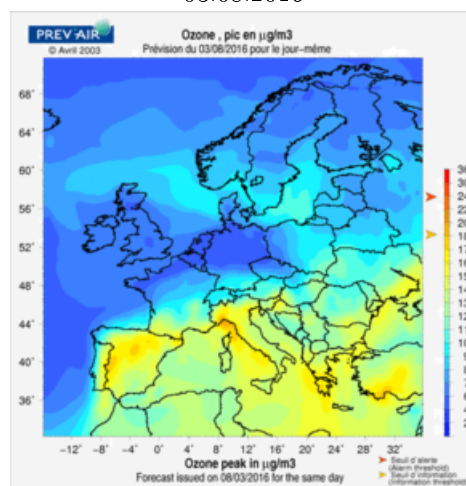 PREV'AIR
© Avril 2003
Ozone , pic en µg/m3
Prévision du 03/08/2016 pour le jour-même
68°
64°
60°
56°
52°
48°
44°
40°
36°
−12° −8° −4° 0° 4° 8° 12° 16° 20° 24° 28° 32°
Ozone peak in µg/m3
Forecast issued on 08/03/2016 for the same day
Seuil d'alerte
(Alarm threshold)
Seuil d'information
(Information threshold)